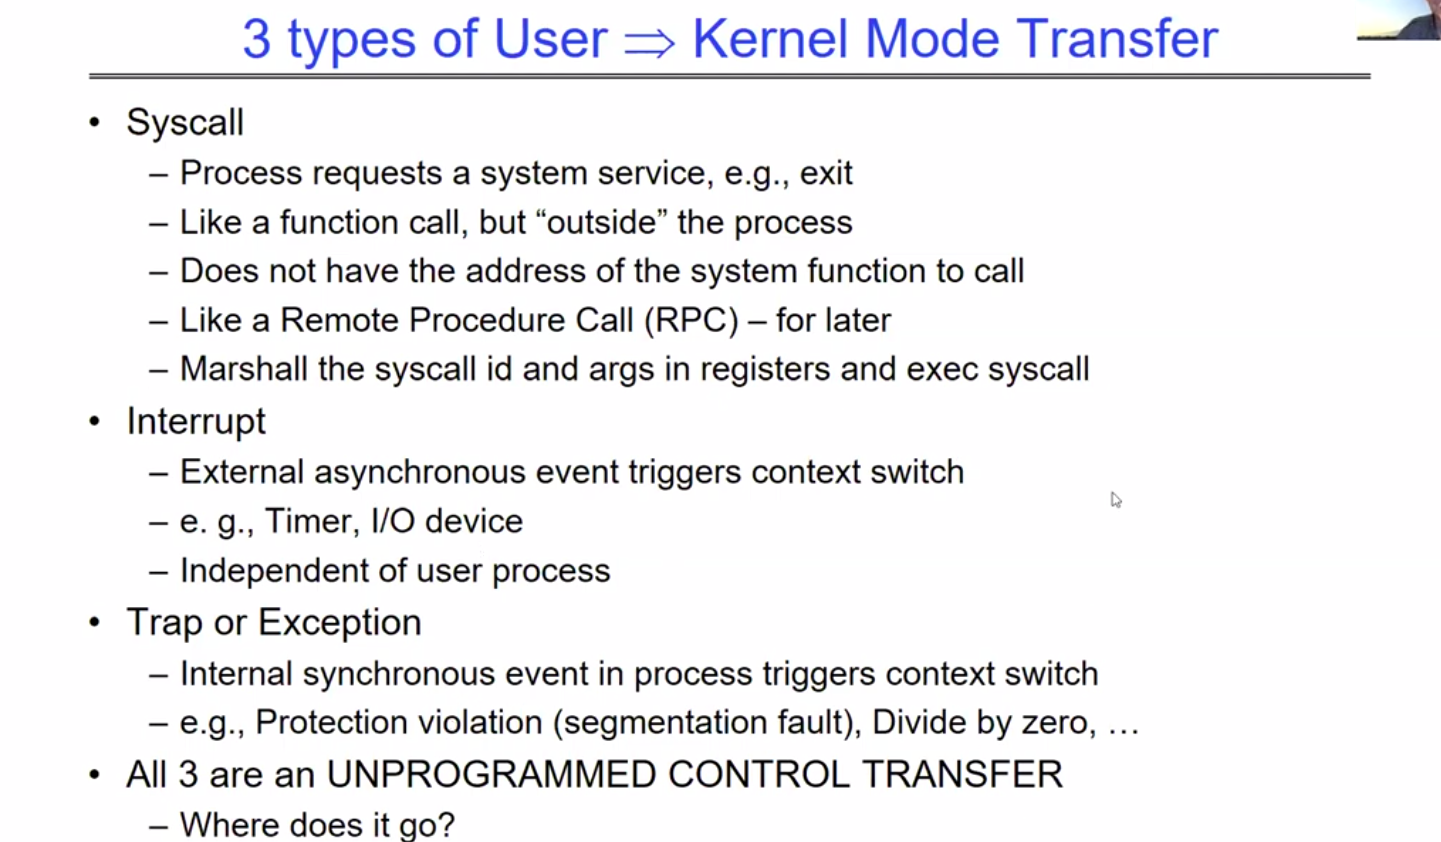 3 types of User ⇒ Kernel Mode Transfer
• Syscall
– Process requests a system service, e.g., exit
– Like a function call, but “outside” the process
– Does not have the address of the system function to call
– Like a Remote Procedure Call (RPC) – for later
– Marshall the syscall id and args in registers and exec syscall
• Interrupt
– External asynchronous event triggers context switch
– e. g., Timer, I/O device
– Independent of user process
• Trap or Exception
– Internal synchronous event in process triggers context switch
– e.g., Protection violation (segmentation fault), Divide by zero, …
• All 3 are an UNPROGRAMMED CONTROL TRANSFER
– Where does it go?